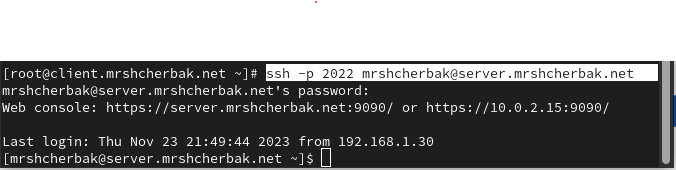 [root@client.mrshcherbak.net ~]# ssh -p 2022 mrshcherbak@server.mrshcherbak.net
mrshcherbak@server.mrshcherbak.net's password:
Web console: https://server.mrshcherbak.net:9090/ or https://10.0.2.15:9090/
Last login: Thu Nov 23 21:49:44 2023 from 192.168.1.30
[mrshcherbak@server.mrshcherbak.net ~]$